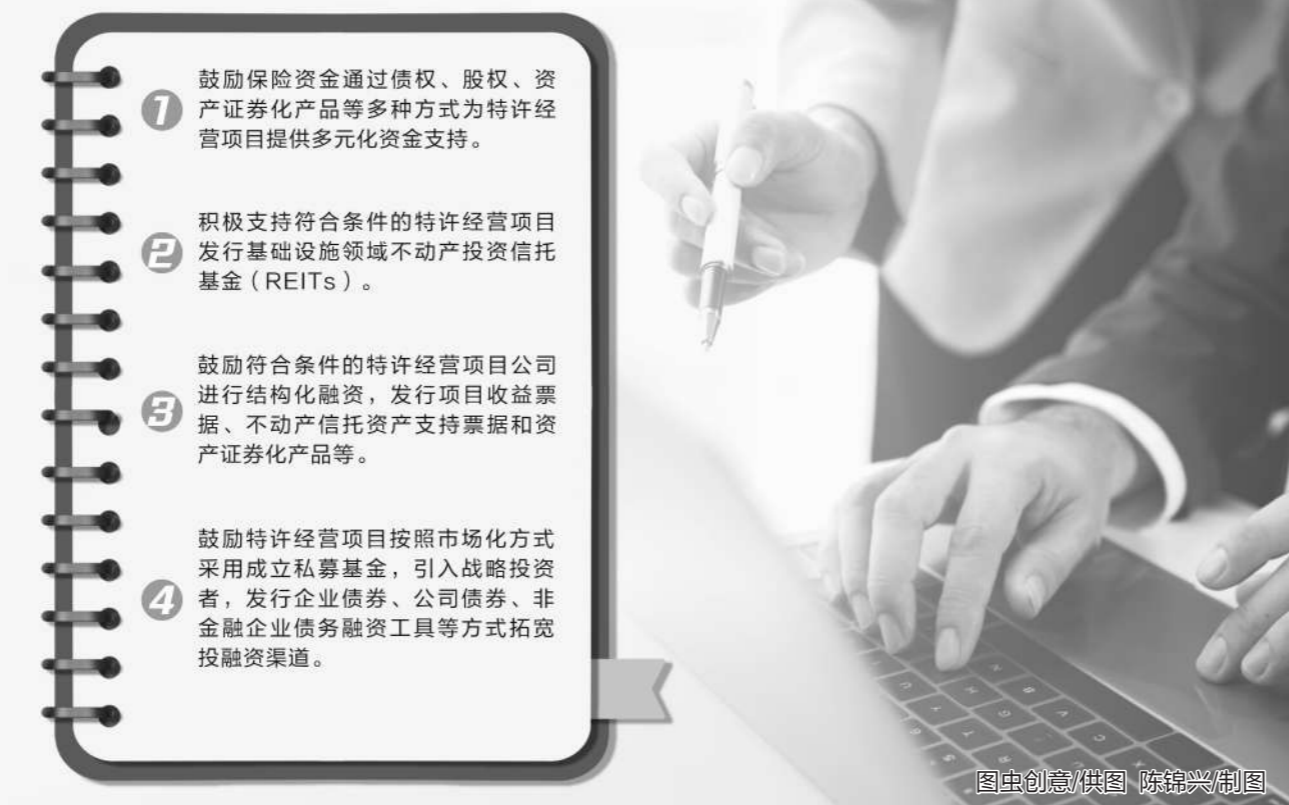 1
鼓励保险资金通过债权、股权、资
产证券化产品等多种方式为特许经
营项目提供多元化资金支持。
2
积极支持符合条件的特许经营项目
发行基础设施领域不动产投资信托
基金（REITs）。
3
鼓励符合条件的特许经营项目公司
进行结构化融资，发行项目收益票
据、不动产信托资产支持票据和资
产证券化产品等。
4
鼓励特许经营项目按照市场化方式
采用成立私募基金，引入战略投资
者，发行企业债券、公司债券、非
金融企业债务融资工具等方式拓宽
投融资渠道。
图虫创意/供图 陈锦兴/制图